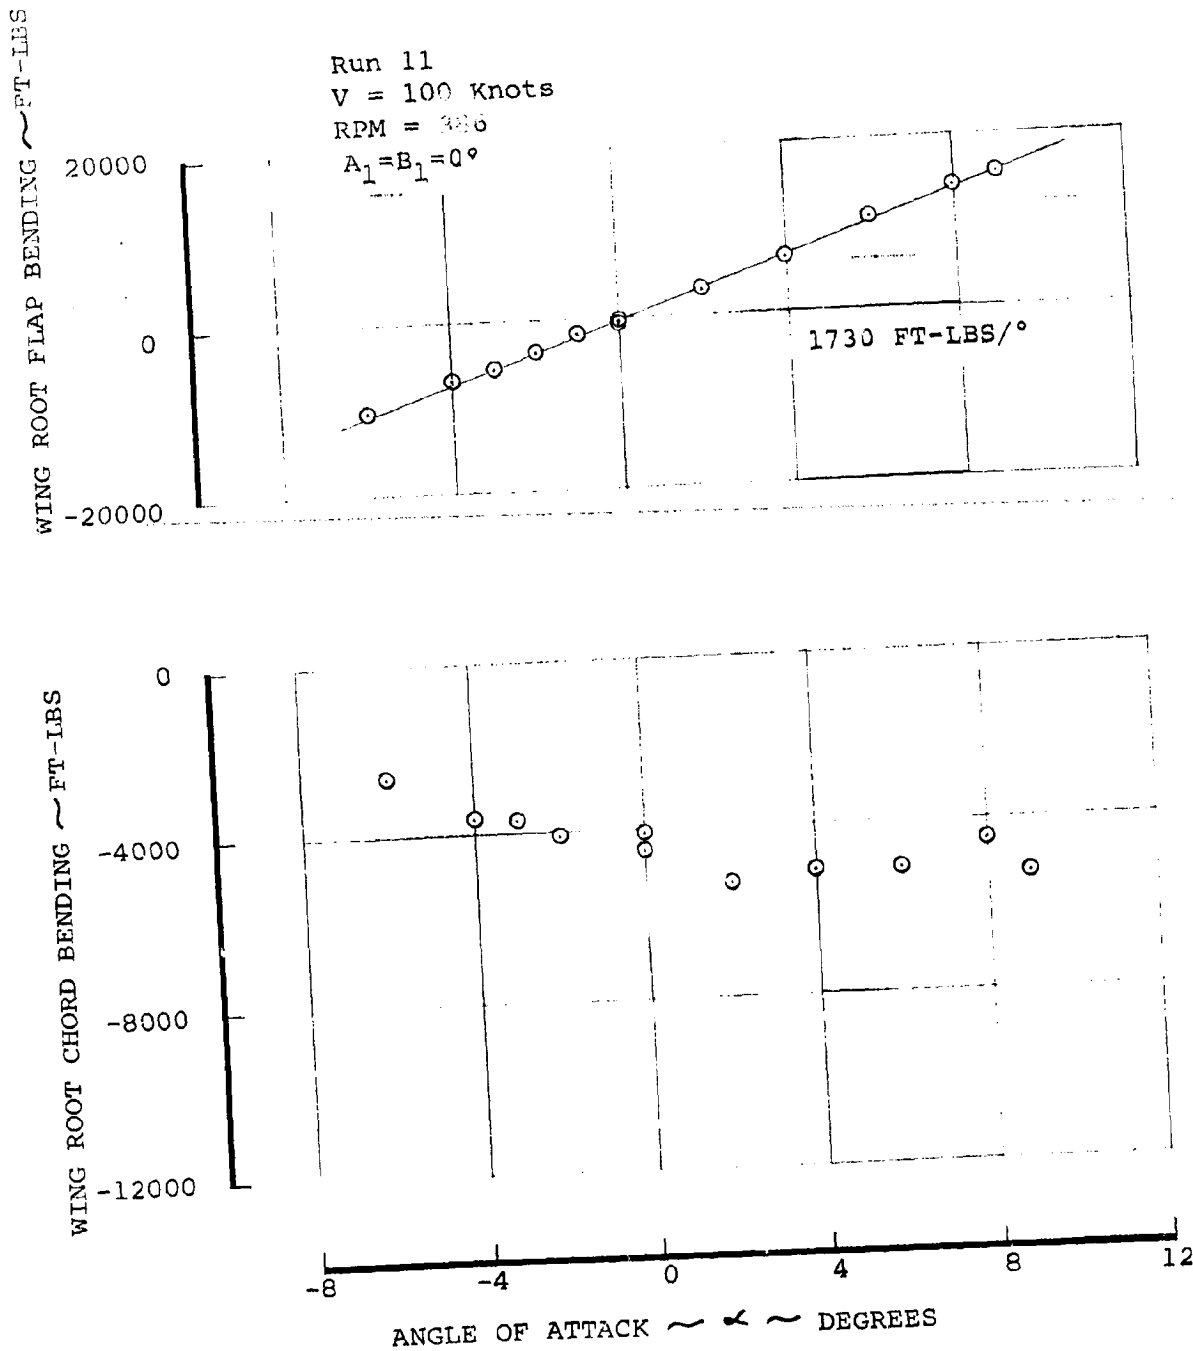 Run 11
V = 100 Knots
RPM = 386
A₁=B₁=0°
WING ROOT FLAP BENDING ~ FT-LBS
20000
0
-20000
1730 FT-LBS/°
WING ROOT CHORD BENDING ~ FT-LBS
0
-4000
-8000
-12000
-8 -4 0 4 8 12
ANGLE OF ATTACK ~ α ~ DEGREES